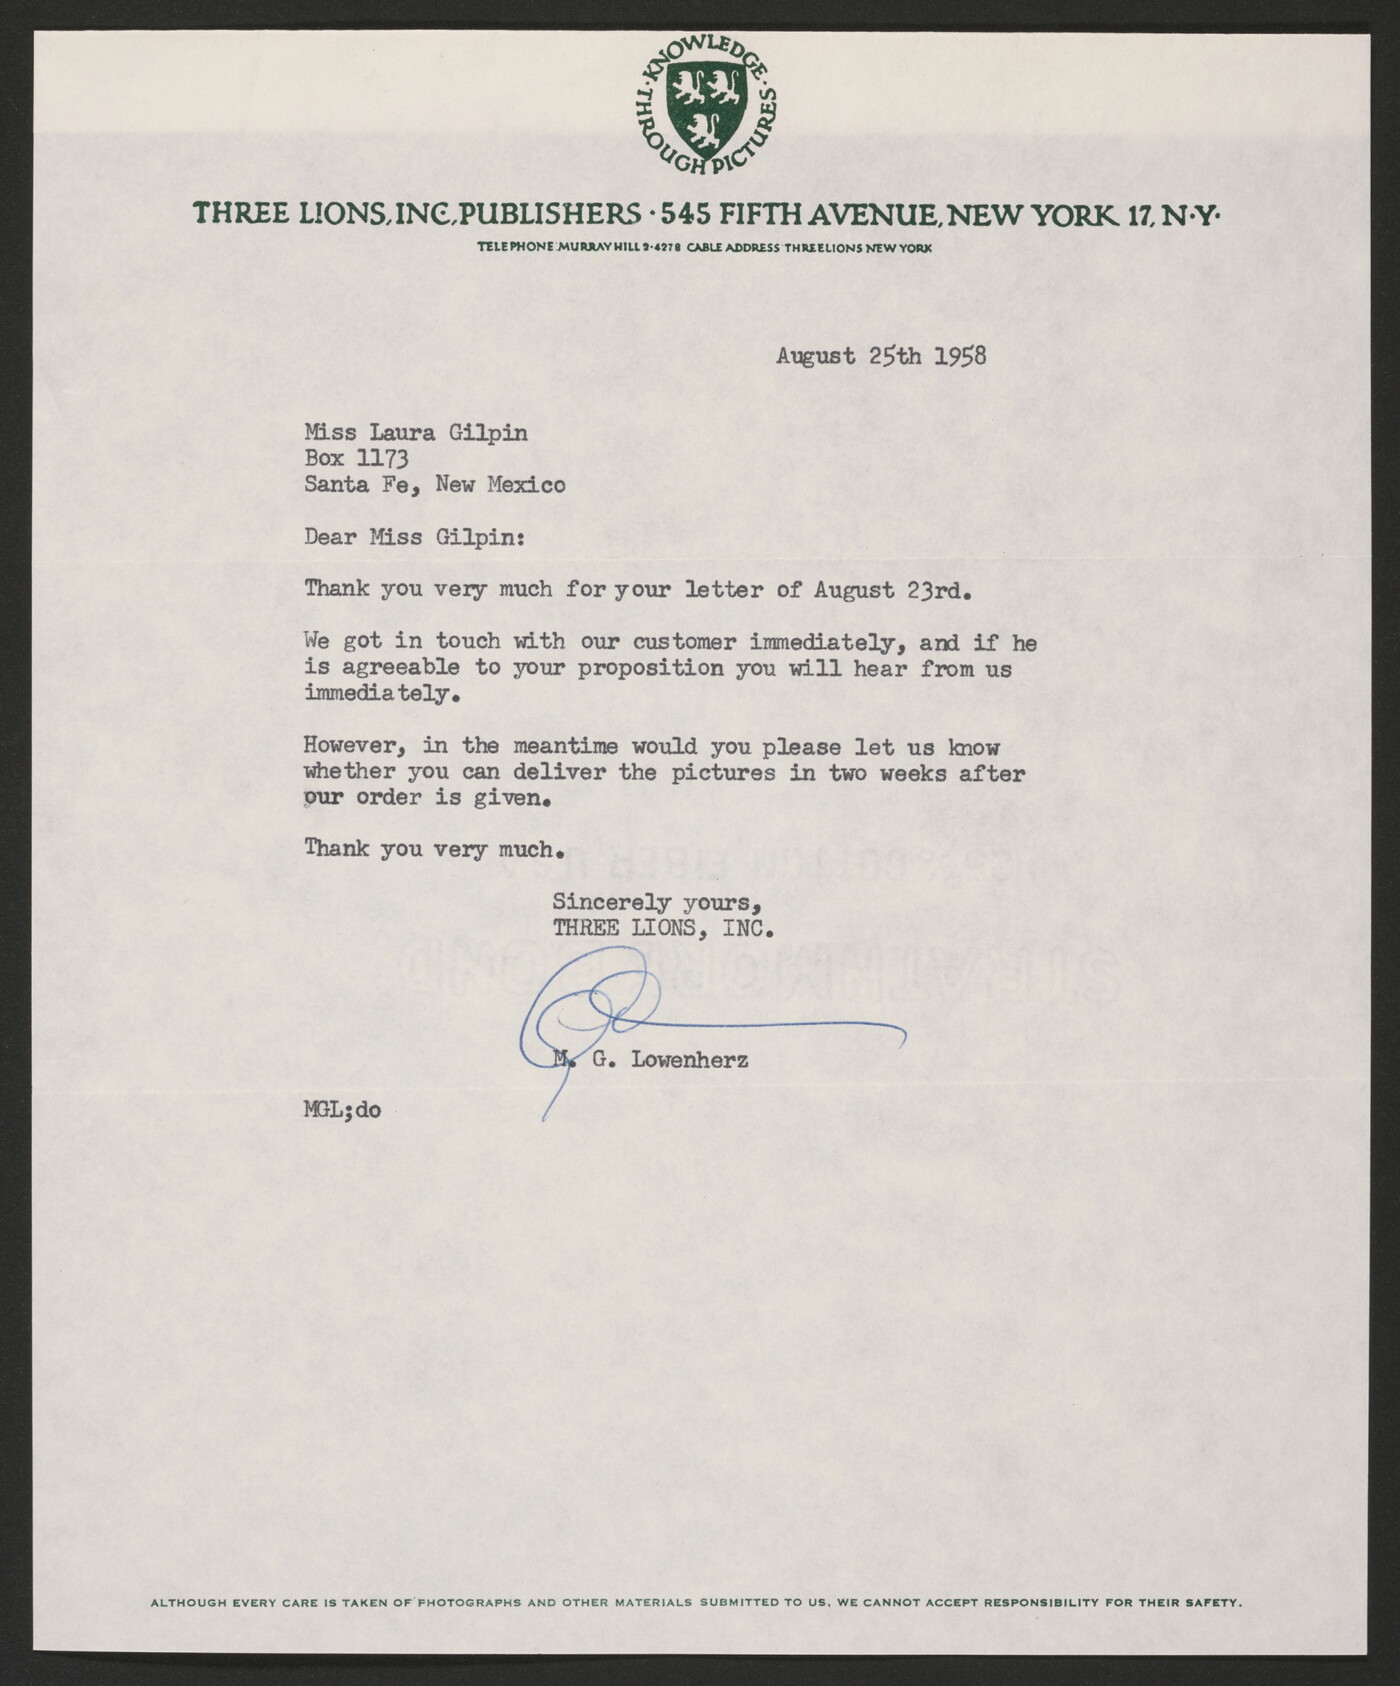 KNOWLEDGE · THROUGH PICTURES ·
THREE LIONS, INC, PUBLISHERS · 545 FIFTH AVENUE, NEW YORK 17, N·Y·
TELEPHONE MURRAY HILL 2·4278 CABLE ADDRESS THREELIONS NEW YORK
August 25th 1958
Miss Laura Gilpin
Box 1173
Santa Fe, New Mexico
Dear Miss Gilpin:
Thank you very much for your letter of August 23rd.
We got in touch with our customer immediately, and if he
is agreeable to your proposition you will hear from us
immediately.
However, in the meantime would you please let us know
whether you can deliver the pictures in two weeks after
our order is given.
Thank you very much.
Sincerely yours,
THREE LIONS, INC.
M. G. Lowenherz
MGL;do
ALTHOUGH EVERY CARE IS TAKEN OF PHOTOGRAPHS AND OTHER MATERIALS SUBMITTED TO US, WE CANNOT ACCEPT RESPONSIBILITY FOR THEIR SAFETY.